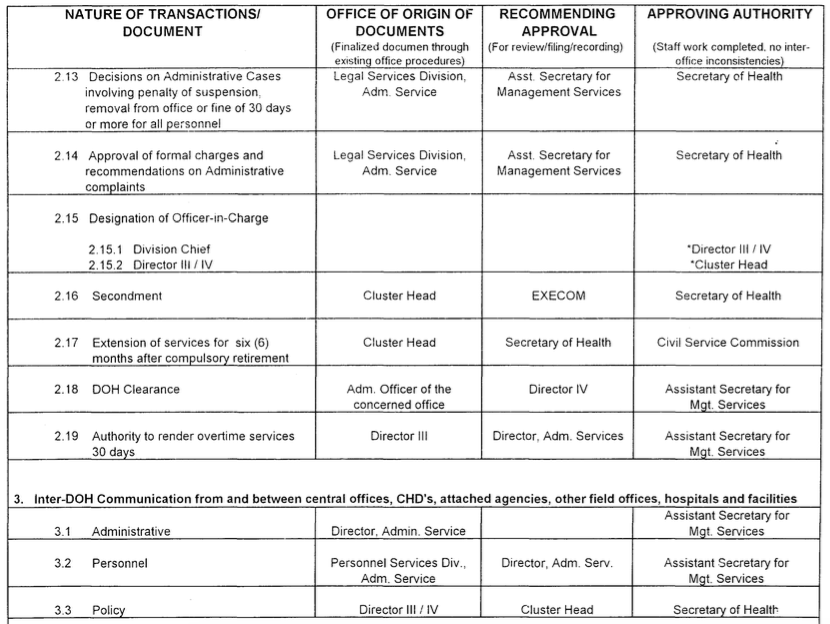 NATURE OF TRANSACTIONS/ DOCUMENT
OFFICE OF ORIGIN OF DOCUMENTS
(Finalized documen through existing office procedures)
RECOMMENDING APPROVAL
(For review/filing/recording)
APPROVING AUTHORITY
(Staff work completed, no inter-office inconsistencies)
2.13 Decisions on Administrative Cases Legal Services Division, Asst. Secretary for Secretary of Health
involving penalty of suspension, Adm. Service Management Services
removal from office or fine of 30 days
or more for all personnel
2.14 Approval of formal charges and Legal Services Division, Asst. Secretary for Secretary of Health
recommendations on Administrative Adm. Service Management Services
complaints
2.15 Designation of Officer-in-Charge
2.15.1 Division Chief *Director III / IV
2.15.2 Director III / IV *Cluster Head
2.16 Secondment Cluster Head EXECOM Secretary of Health
2.17 Extension of services for six (6) Cluster Head Secretary of Health Civil Service Commission
months after compulsory retirement
2.18 DOH Clearance Adm. Officer of the Director IV Assistant Secretary for
concerned office Mgt. Services
2.19 Authority to render overtime services Director III Director, Adm. Services Assistant Secretary for
30 days Mgt. Services
3. Inter-DOH Communication from and between central offices, CHD's, attached agencies, other field offices, hospitals and facilities
Assistant Secretary for
3.1 Administrative Director, Admin. Service Mgt. Services
3.2 Personnel Personnel Services Div., Director, Adm. Serv. Assistant Secretary for
Adm. Service Mgt. Services
3.3 Policy Director III / IV Cluster Head Secretary of Health